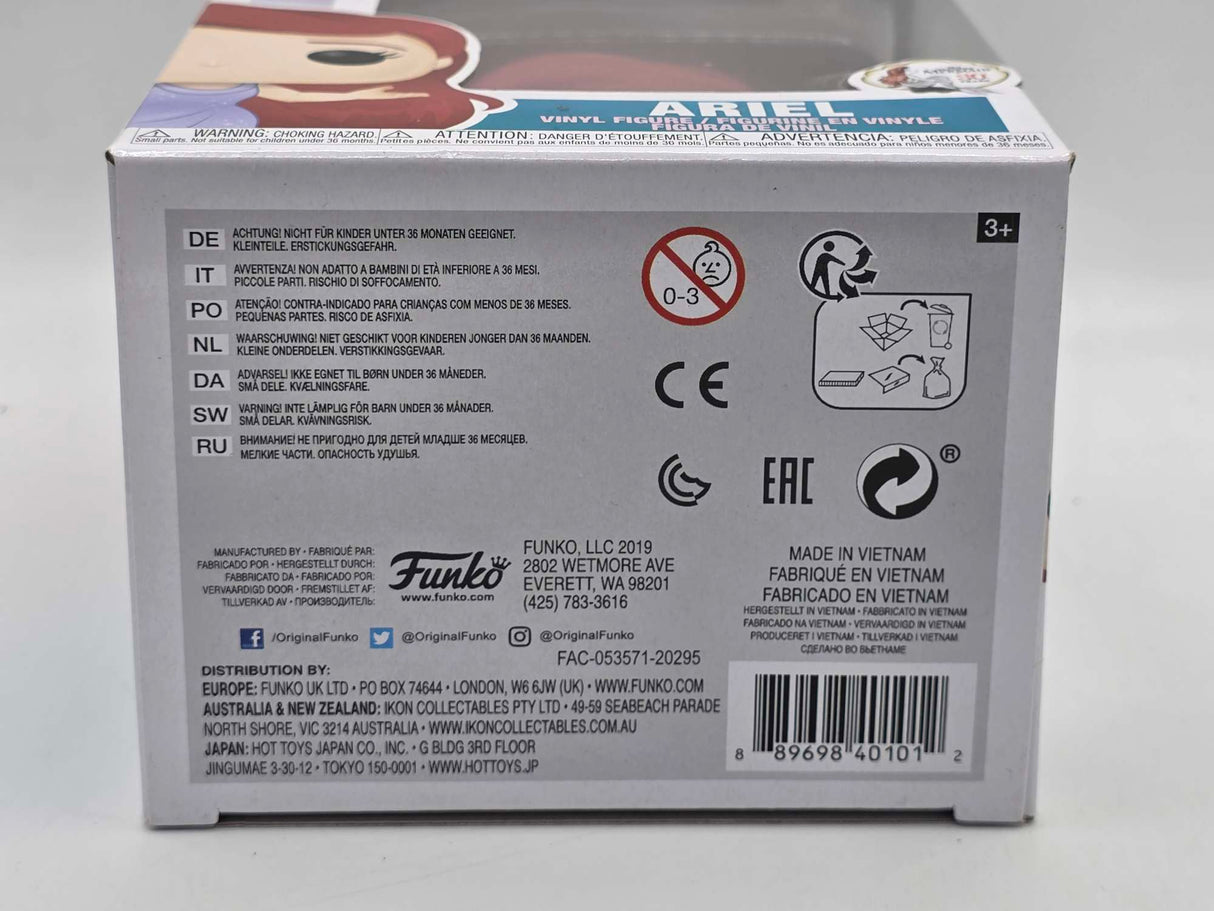 30
ARIEL
VINYL FIGURE / FIGURINE EN VINYLE
FIGURA DE VINIL
WARNING: CHOKING HAZARD.
Small parts. Not suitable for children under 36 months.
ATTENTION: DANGER D'ÉTOUFFEMENT.
Petites pièces. Ne convient pas aux enfants de moins de 36 mois.
ADVERTENCIA: PELIGRO DE ASFIXIA.
Partes pequeñas. No es adecuado para niños menores de 36 meses.
3+
DE ACHTUNG! NICHT FÜR KINDER UNTER 36 MONATEN GEEIGNET.
KLEINTEILE. ERSTICKUNGSGEFAHR.
IT AVVERTENZA! NON ADATTO A BAMBINI DI ETÀ INFERIORE A 36 MESI.
PICCOLE PARTI. RISCHIO DI SOFFOCAMENTO.
PO ATENÇÃO! CONTRA-INDICADO PARA CRIANÇAS COM MENOS DE 36 MESES.
PEQUENAS PARTES. RISCO DE ASFIXIA.
NL WAARSCHUWING! NIET GESCHIKT VOOR KINDEREN JONGER DAN 36 MAANDEN.
KLEINE ONDERDELEN. VERSTIKKINGSGEVAAR.
DA ADVARSEL! IKKE EGNET TIL BØRN UNDER 36 MÅNEDER.
SMÅ DELE. KVÆLNINGSFARE.
SW VARNING! INTE LÄMPLIG FÖR BARN UNDER 36 MÅNADER.
SMÅ DELAR. KVÄVNINGSRISK.
RU ВНИМАНИЕ! НЕ ПРИГОДНО ДЛЯ ДЕТЕЙ МЛАДШЕ 36 МЕСЯЦЕВ.
МЕЛКИЕ ЧАСТИ. ОПАСНОСТЬ УДУШЬЯ.
0-3
CE
EAC
®
MANUFACTURED BY • FABRIQUÉ PAR:
FABRICADO POR • HERGESTELLT DURCH:
FABBRICATO DA • FABRICADO POR:
VERVAARDIGD DOOR • FREMSTILLET AF:
TILLVERKAD AV • ПРОИЗВОДИТЕЛЬ:
Funko
www.funko.com
FUNKO, LLC 2019
2802 WETMORE AVE
EVERETT, WA 98201
(425) 783-3616
/OriginalFunko @OriginalFunko @OriginalFunko
FAC-053571-20295
MADE IN VIETNAM
FABRIQUÉ EN VIETNAM
FABRICADO EN VIETNAM
HERGESTELLT IN VIETNAM • FABBRICATO IN VIETNAM
FABRICADO NA VIETNAM • VERVAARDIGD IN VIETNAM
PRODUCERET I VIETNAM • TILLVERKAD I VIETNAM
СДЕЛАНО ВО ВЬЕТНАМЕ
DISTRIBUTION BY:
EUROPE: FUNKO UK LTD • PO BOX 74644 • LONDON, W6 6JW (UK) • WWW.FUNKO.COM
AUSTRALIA & NEW ZEALAND: IKON COLLECTABLES PTY LTD • 49-59 SEABEACH PARADE
NORTH SHORE, VIC 3214 AUSTRALIA • WWW.IKONCOLLECTABLES.COM.AU
JAPAN: HOT TOYS JAPAN CO., INC. • G BLDG 3RD FLOOR
JINGUMAE 3-30-12 • TOKYO 150-0001 • WWW.HOTTOYS.JP
8 89698 40101 2